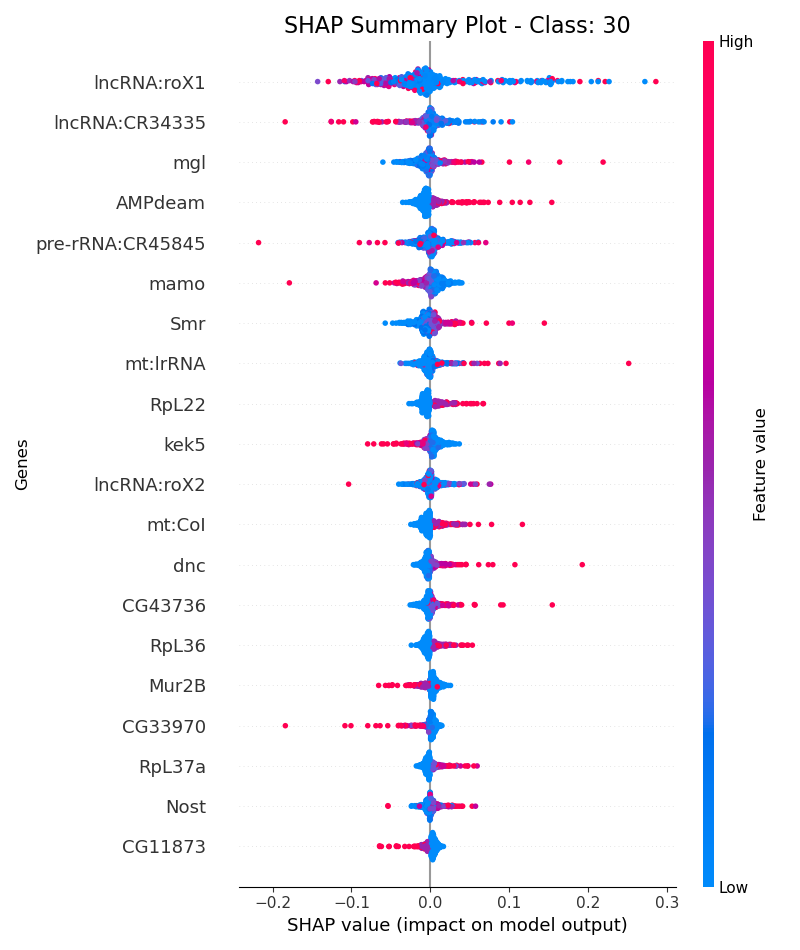 SHAP Summary Plot - Class: 30
High
lncRNA:roX1
lncRNA:CR34335
mgl
AMPdeam
pre-rRNA:CR45845
mamo
Smr
mt:lrRNA
RpL22
kek5
lncRNA:roX2
mt:CoI
dnc
CG43736
RpL36
Mur2B
CG33970
RpL37a
Nost
CG11873
Genes
Feature value
Low
−0.2 −0.1 0.0 0.1 0.2 0.3
SHAP value (impact on model output)